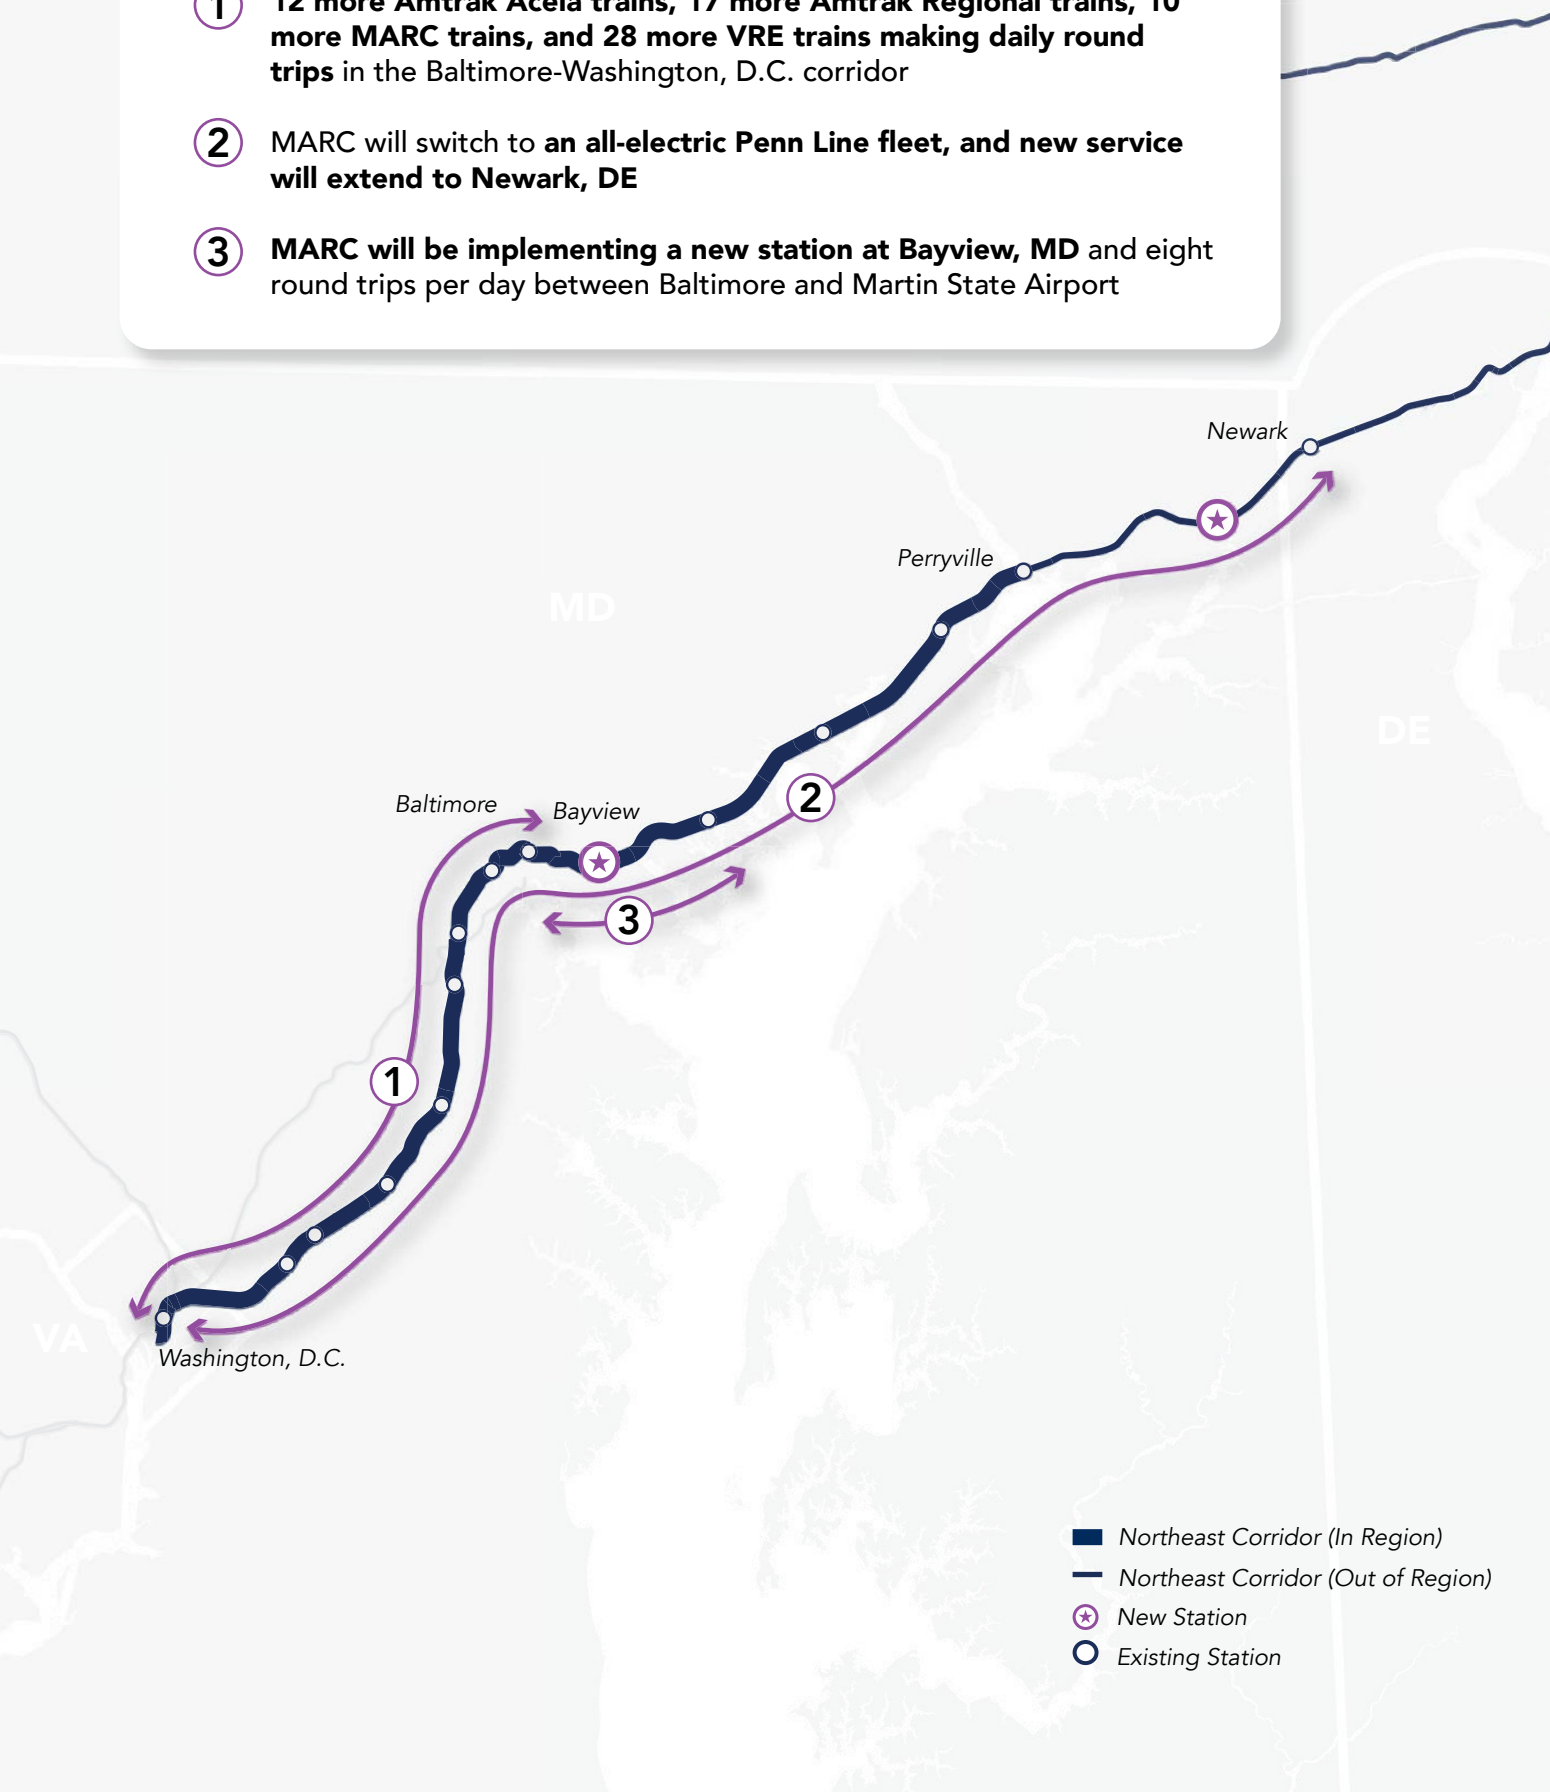 1 12 more Amtrak Acela trains, 17 more Amtrak Regional trains, 10
more MARC trains, and 28 more VRE trains making daily round
trips in the Baltimore-Washington, D.C. corridor
2 MARC will switch to an all-electric Penn Line fleet, and new service
will extend to Newark, DE
3 MARC will be implementing a new station at Bayview, MD and eight
round trips per day between Baltimore and Martin State Airport
Newark
Perryville
MD
DE
2
Baltimore
Bayview
3
1
VA
Washington, D.C.
Northeast Corridor (In Region)
Northeast Corridor (Out of Region)
New Station
Existing Station